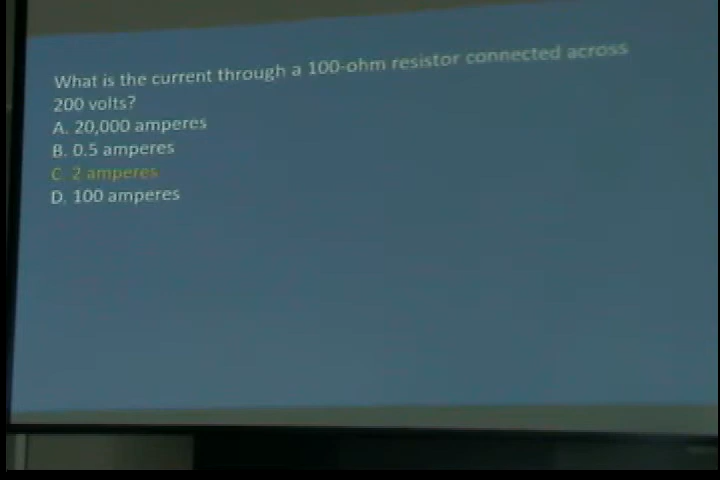 What is the current through a 100-ohm resistor connected across
200 volts?
A. 20,000 amperes
B. 0.5 amperes
C. 2 amperes
D. 100 amperes